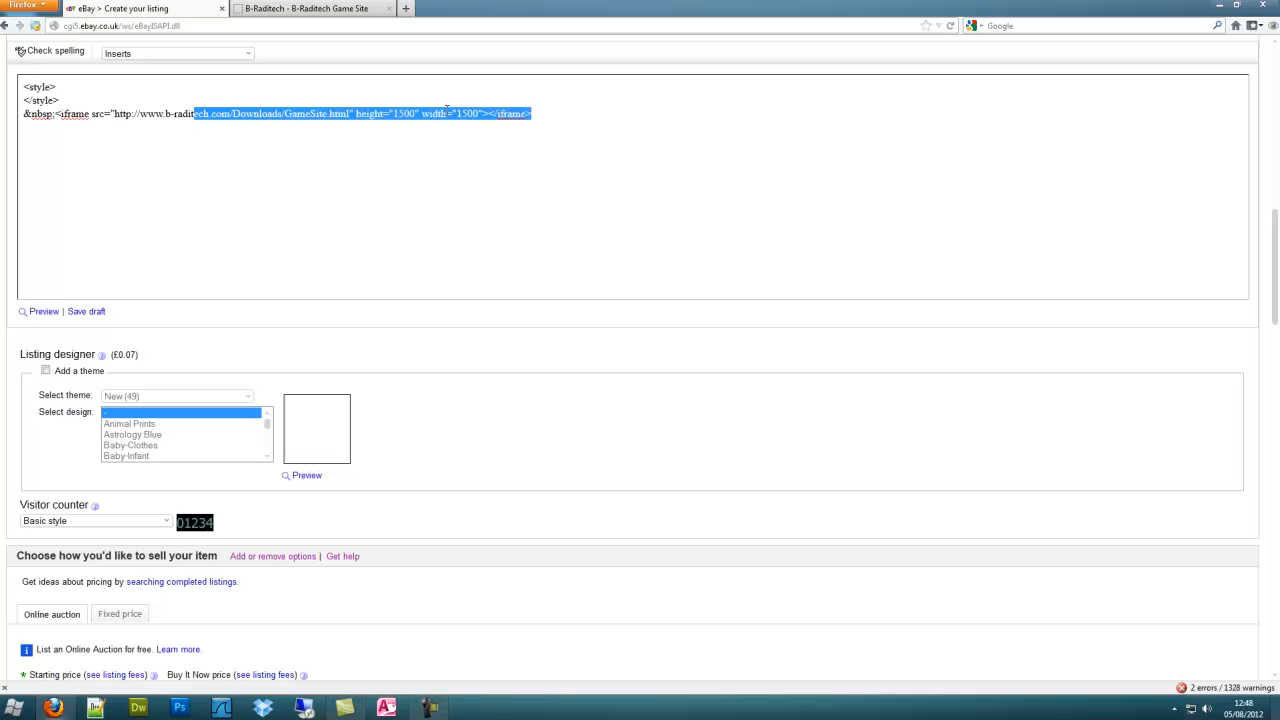 Firefox
eBay > Create your listing
B-Raditech - B-Raditech Game Site
cgi5.ebay.co.uk/ws/eBayISAPI.dll
Google
Check spelling
Inserts
<style>
</style>
&nbsp;<iframe src="http://www.b-raditech.com/Downloads/GameSite.html" height="1500" width="1500"></iframe>
Preview | Save draft
Listing designer (£0.07)
Add a theme
Select theme: New (49)
Select design: -
Animal Prints
Astrology Blue
Baby-Clothes
Baby-Infant
Preview
Visitor counter
Basic style 01234
Choose how you'd like to sell your item Add or remove options | Get help
Get ideas about pricing by searching completed listings.
Online auction Fixed price
List an Online Auction for free. Learn more.
* Starting price (see listing fees) Buy It Now price (see listing fees)
2 errors / 1328 warnings
Dw
Ps
12:48
05/08/2012